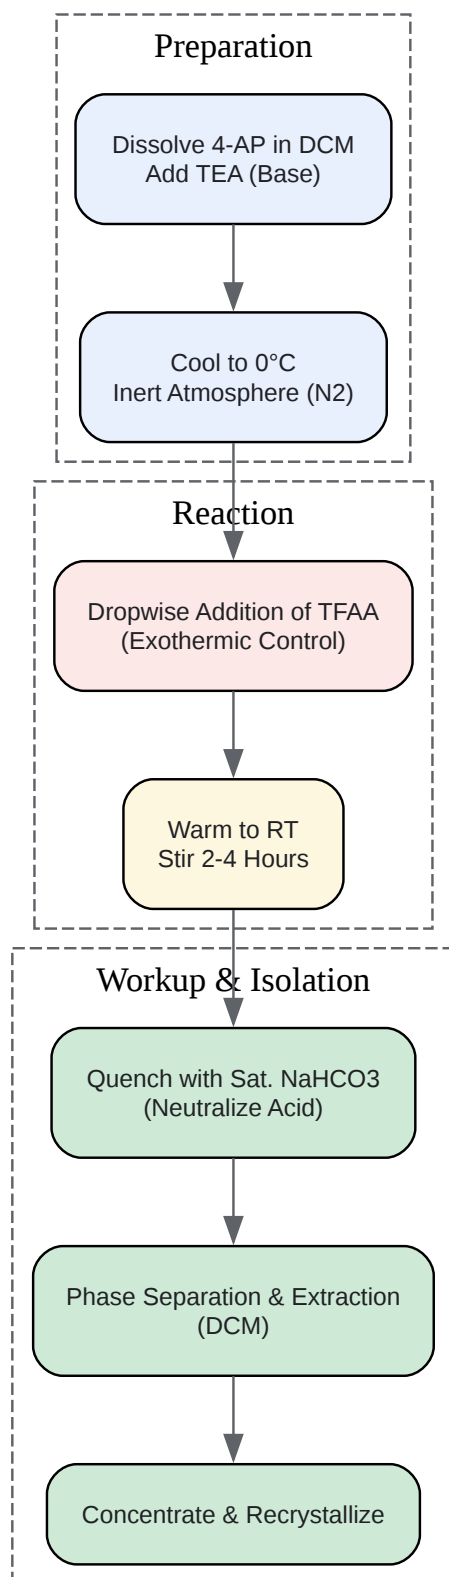 Preparation
Dissolve 4-AP in DCM
Add TEA (Base)
Cool to 0°C
Inert Atmosphere (N2)
Reaction
Dropwise Addition of TFAA
(Exothermic Control)
Warm to RT
Stir 2-4 Hours
Workup & Isolation
Quench with Sat. NaHCO3
(Neutralize Acid)
Phase Separation & Extraction
(DCM)
Concentrate & Recrystallize